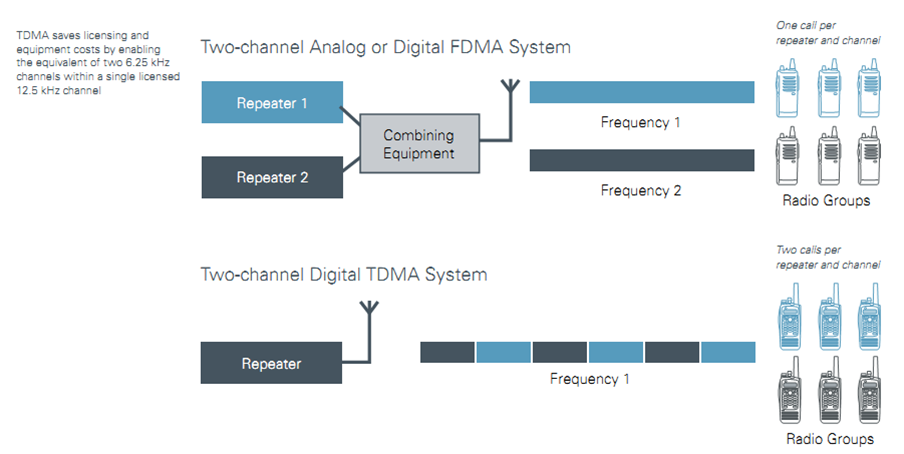 TDMA saves licensing and
equipment costs by enabling
the equivalent of two 6.25 kHz
channels within a single licensed
12.5 kHz channel
Two-channel Analog or Digital FDMA System
One call per
repeater and channel
Repeater 1
Combining
Equipment
Repeater 2
Frequency 1
Frequency 2
Radio Groups
Two-channel Digital TDMA System
Two calls per
repeater and channel
Repeater
Frequency 1
Radio Groups